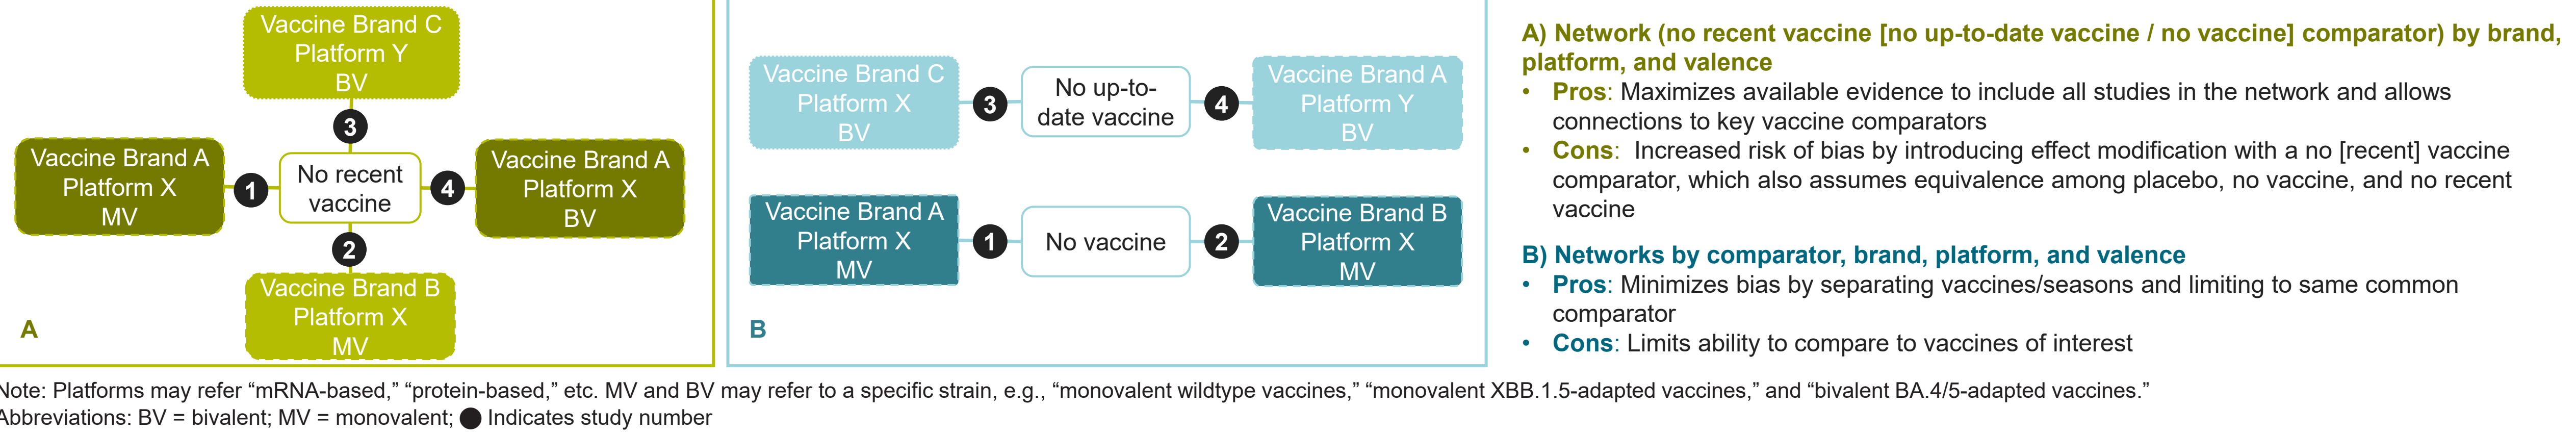 Vaccine Brand C
Platform Y
BV
3
Vaccine Brand A
Platform X
MV
1
No recent
vaccine
4
Vaccine Brand A
Platform X
BV
2
Vaccine Brand B
Platform X
MV
A
Vaccine Brand C
Platform X
BV
3
No up-to-
date vaccine
4
Vaccine Brand A
Platform Y
BV
Vaccine Brand A
Platform X
MV
1
No vaccine
2
Vaccine Brand B
Platform X
MV
B
A) Network (no recent vaccine [no up-to-date vaccine / no vaccine] comparator) by brand,
platform, and valence
• Pros: Maximizes available evidence to include all studies in the network and allows
connections to key vaccine comparators
• Cons: Increased risk of bias by introducing effect modification with a no [recent] vaccine
comparator, which also assumes equivalence among placebo, no vaccine, and no recent
vaccine
B) Networks by comparator, brand, platform, and valence
• Pros: Minimizes bias by separating vaccines/seasons and limiting to same common
comparator
• Cons: Limits ability to compare to vaccines of interest
Note: Platforms may refer “mRNA-based,” “protein-based,” etc. MV and BV may refer to a specific strain, e.g., “monovalent wildtype vaccines,” “monovalent XBB.1.5-adapted vaccines,” and “bivalent BA.4/5-adapted vaccines.”
Abbreviations: BV = bivalent; MV = monovalent; ● Indicates study number